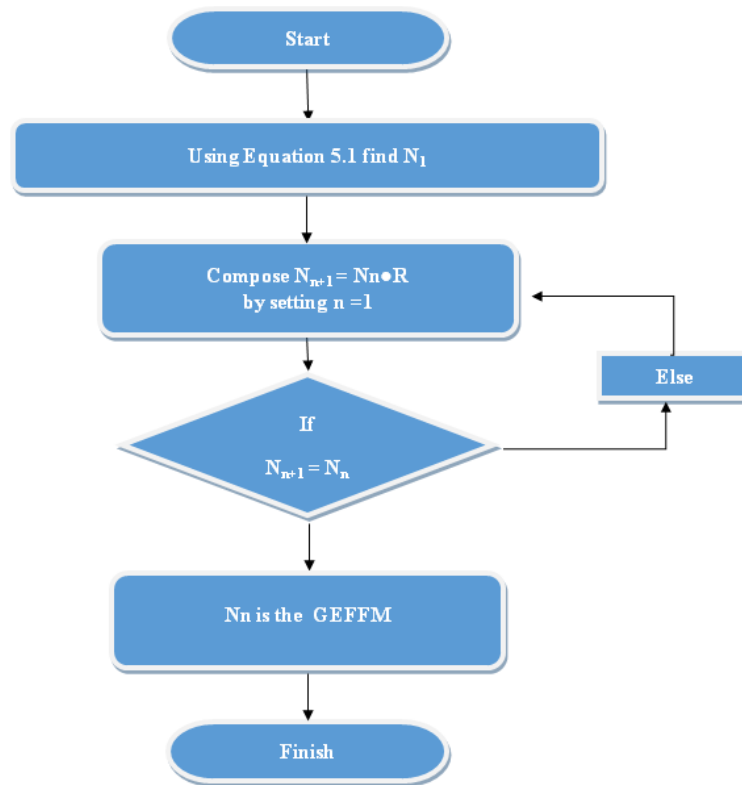 Start
Using Equation 5.1 find N₁
Compose Nₙ₊₁ = Nn●R
by setting n =1
Else
If
Nₙ₊₁ = Nₙ
Nn is the GEFFM
Finish